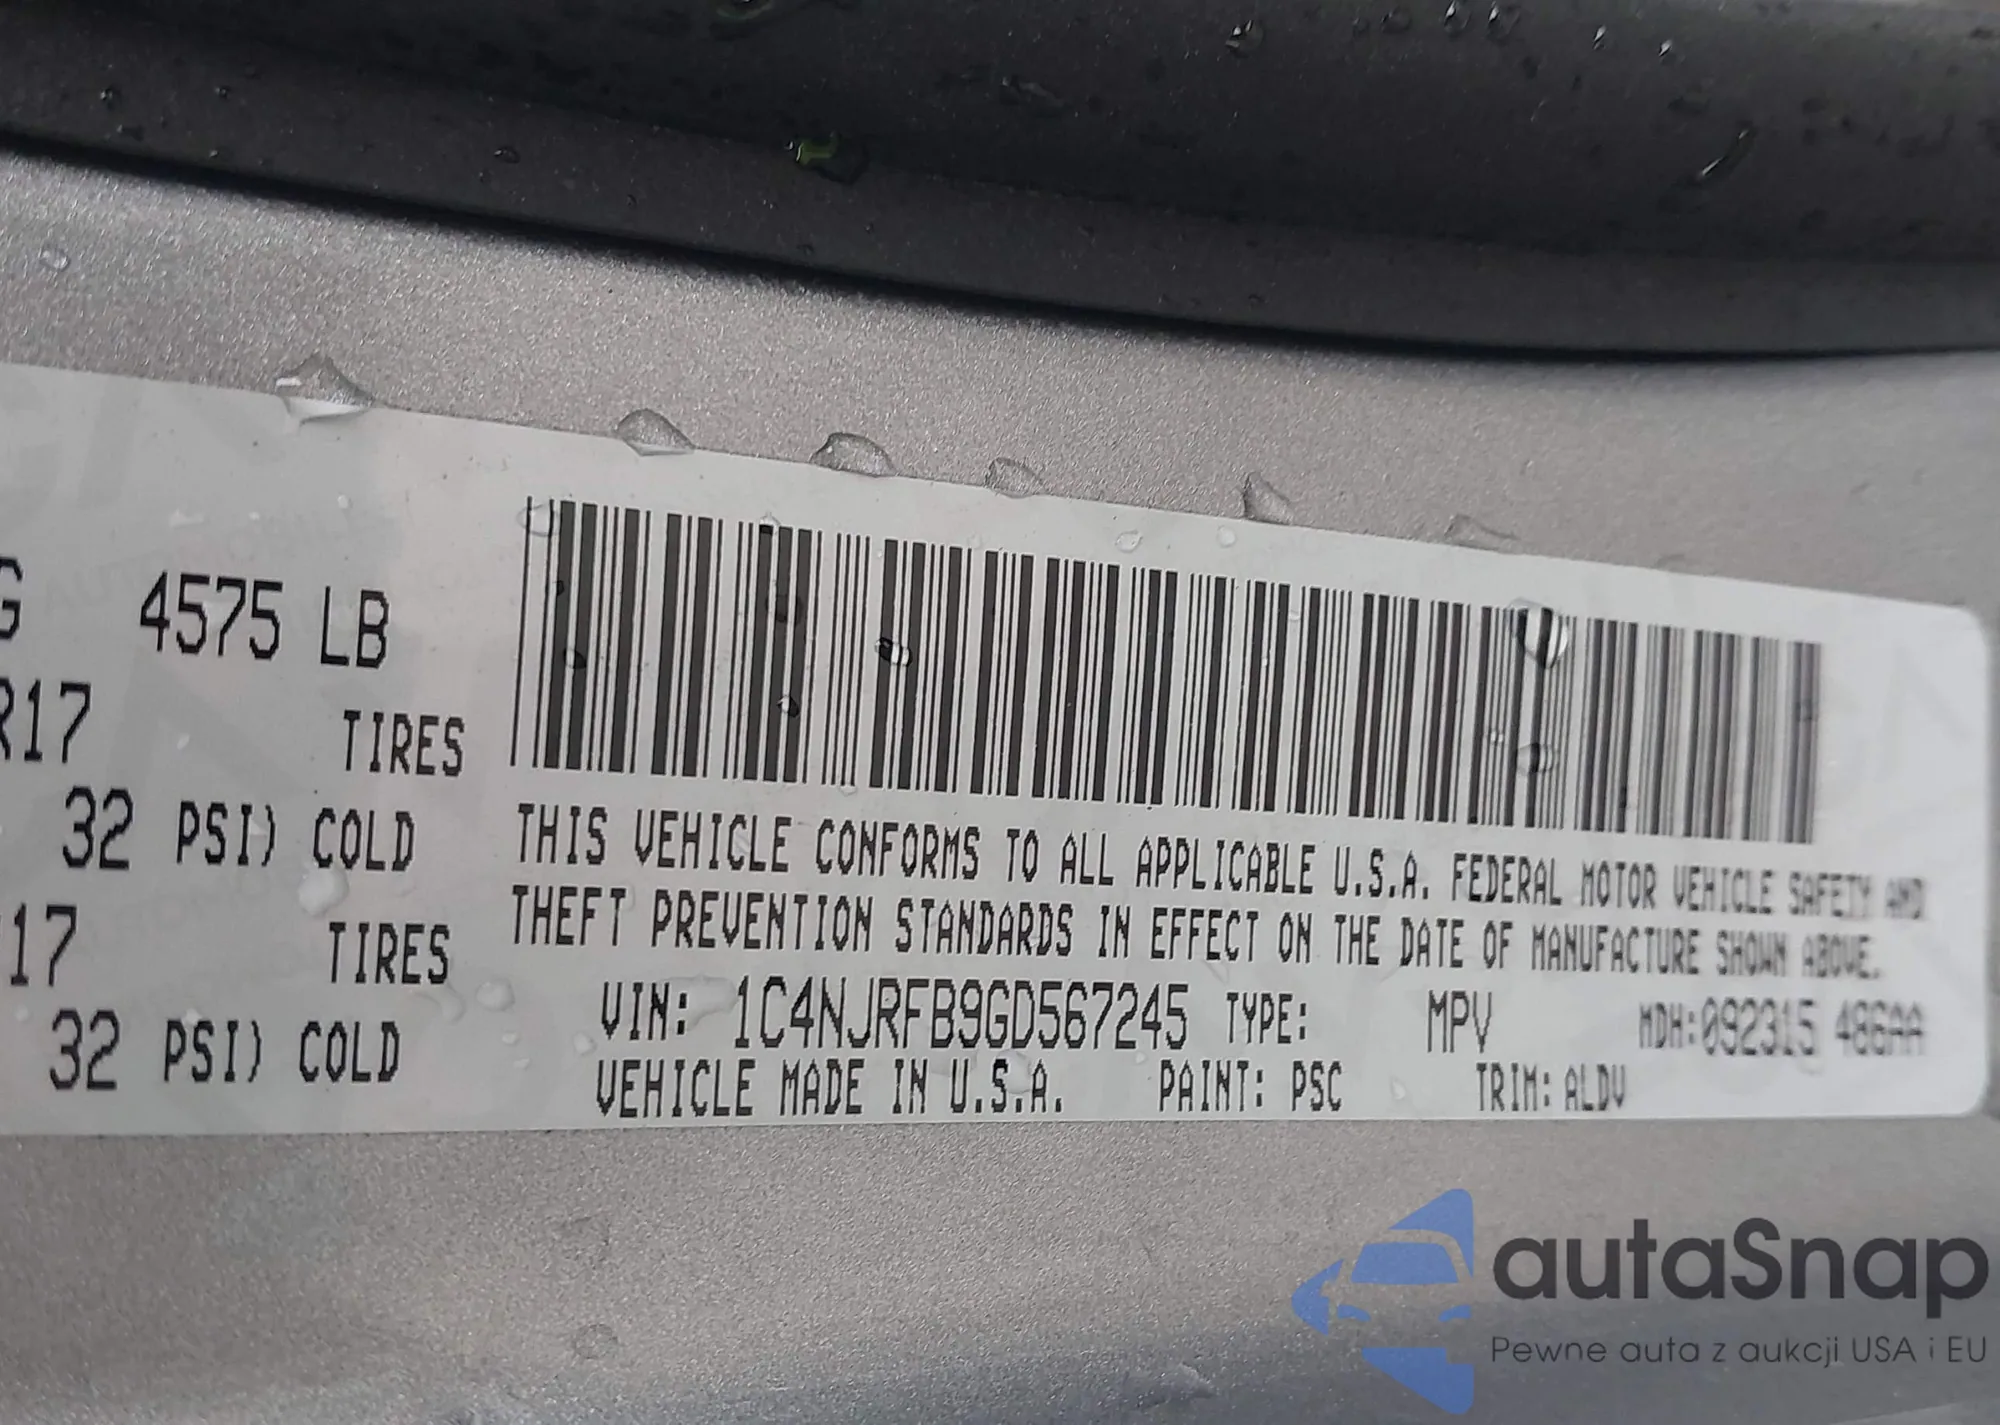 G 4575 LB
R17 TIRES
32 PSI) COLD
17 TIRES
32 PSI) COLD
THIS VEHICLE CONFORMS TO ALL APPLICABLE U.S.A. FEDERAL MOTOR VEHICLE SAFETY AND
THEFT PREVENTION STANDARDS IN EFFECT ON THE DATE OF MANUFACTURE SHOWN ABOVE.
VIN: 1C4NJRFB9GD567245 TYPE: MPV MDH:092315 486AA
VEHICLE MADE IN U.S.A. PAINT: PSC TRIM: ALDV
autaSnap
Pewne auta z aukcji USA i EU